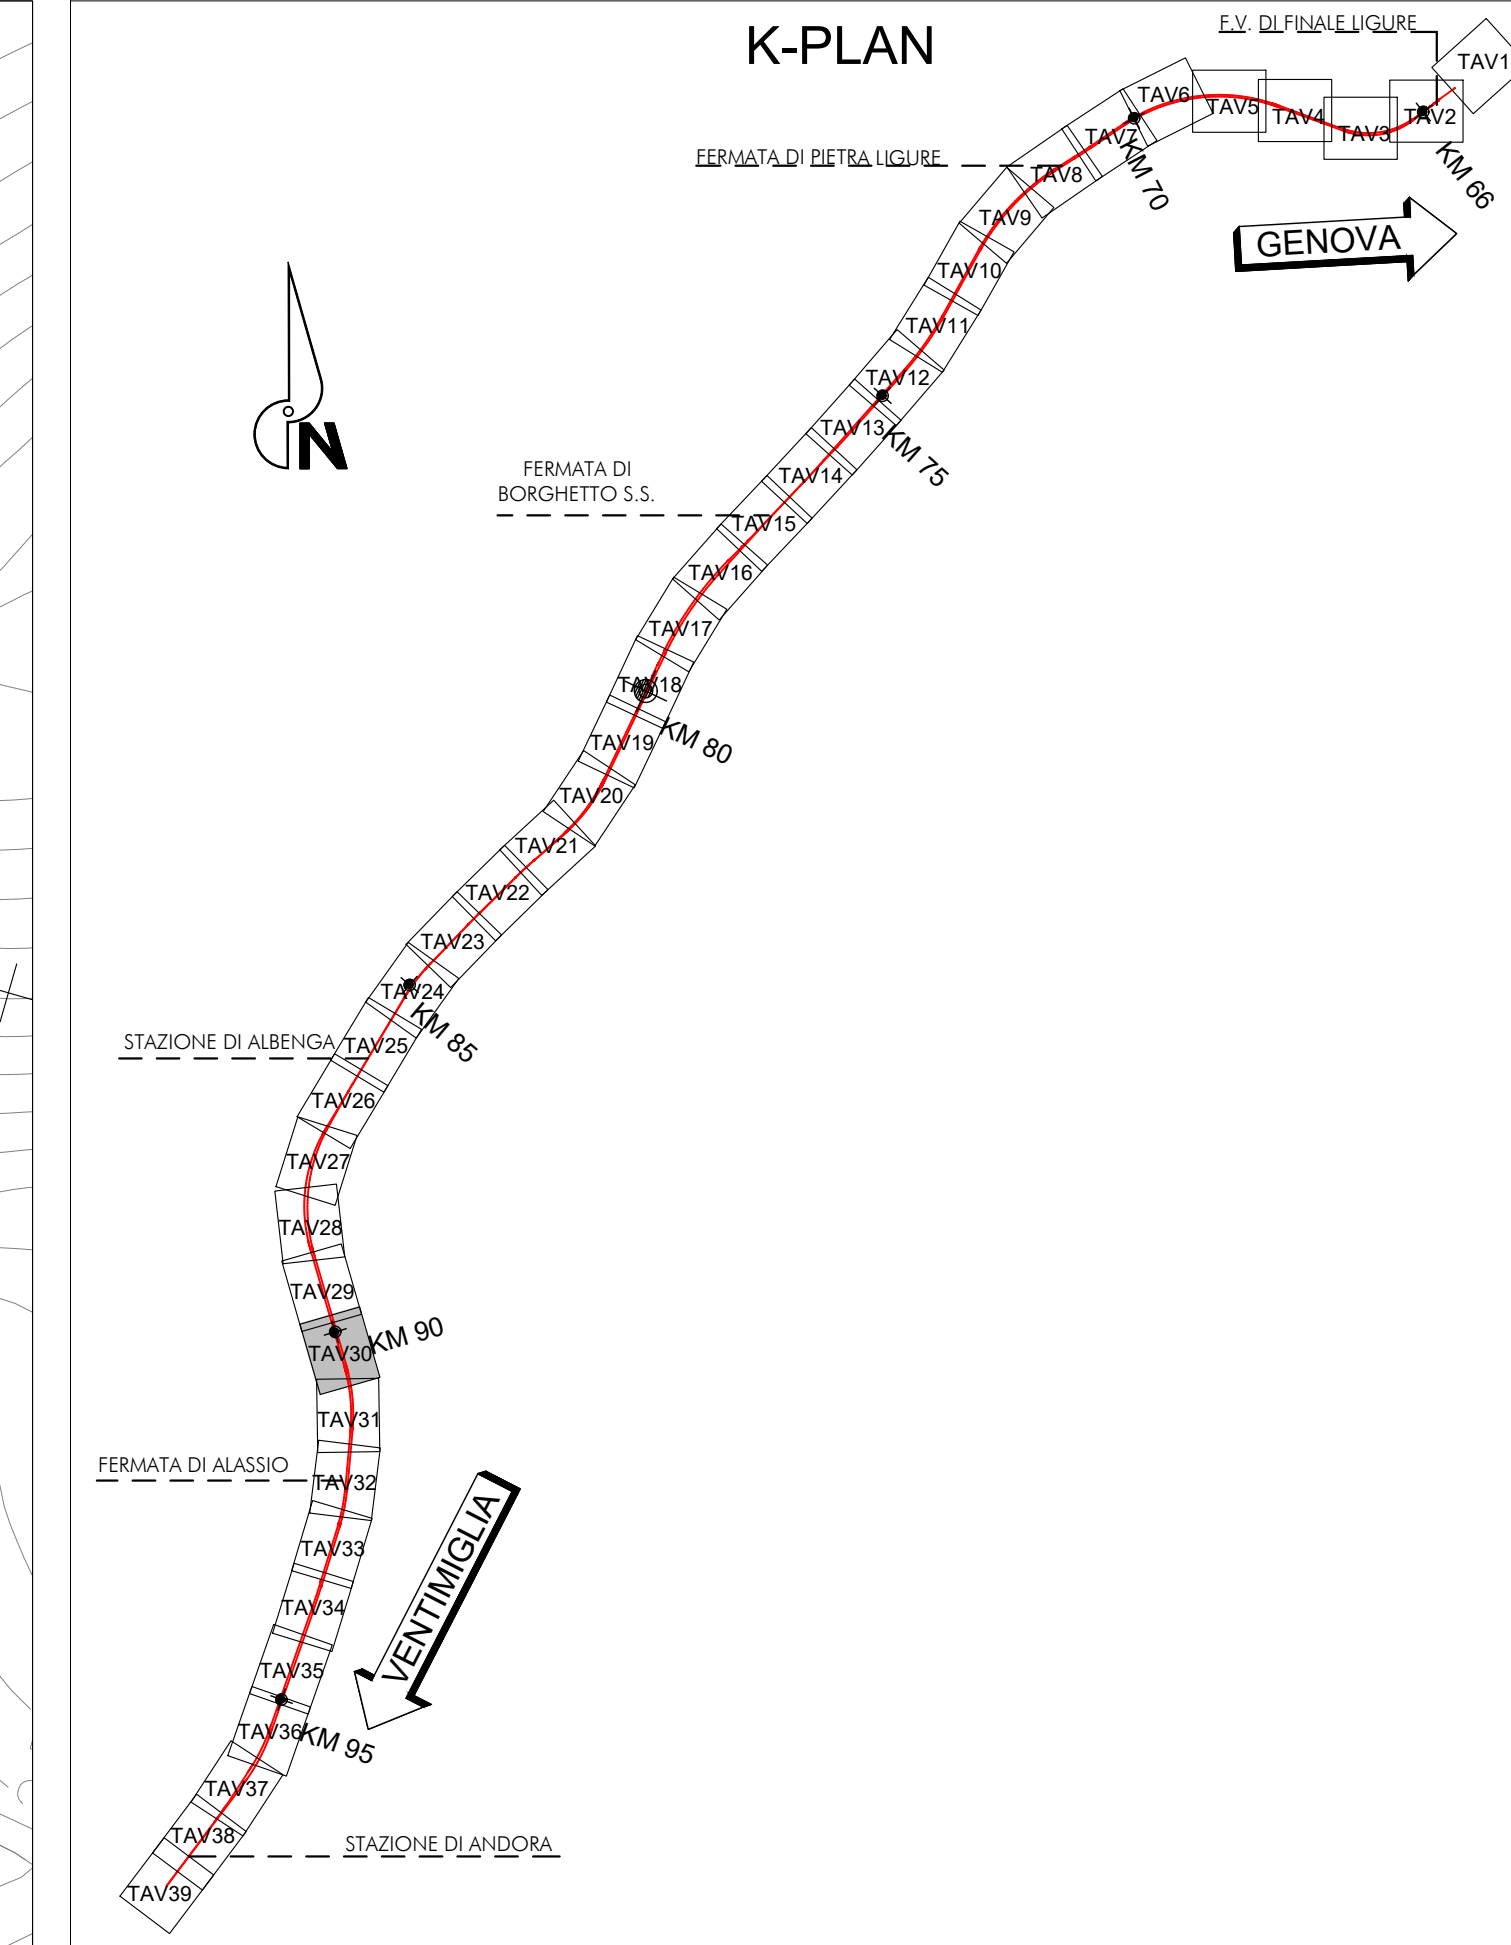 K-PLAN
F.V. DI FINALE LIGURE
TAV1
TAV2
TAV3
TAV4
TAV5
TAV6
TAV7
KM 66
KM 70
FERMATA DI PIETRA LIGURE
TAV8
TAV9
GENOVA
TAV10
TAV11
TAV12
N
TAV13
KM 75
FERMATA DI
BORGHETTO S.S.
TAV14
TAV15
TAV16
TAV17
TAV18
KM 80
TAV19
TAV20
TAV21
TAV22
TAV23
TAV24
KM 85
STAZIONE DI ALBENGA
TAV25
TAV26
TAV27
TAV28
TAV29
KM 90
TAV30
TAV31
FERMATA DI ALASSIO
TAV32
TAV33
VENTIMIGLIA
TAV34
TAV35
TAV36
KM 95
TAV37
TAV38
STAZIONE DI ANDORA
TAV39